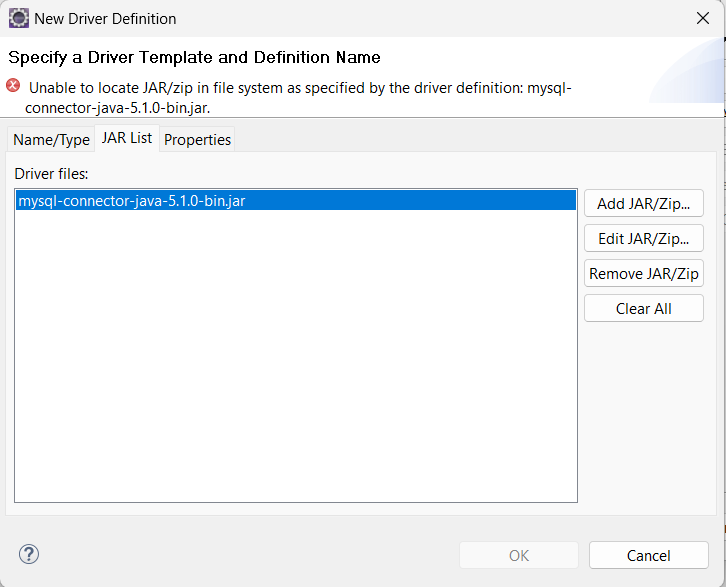 New Driver Definition
Specify a Driver Template and Definition Name
Unable to locate JAR/zip in file system as specified by the driver definition: mysql-
connector-java-5.1.0-bin.jar.
Name/Type JAR List Properties
Driver files:
mysql-connector-java-5.1.0-bin.jar
Add JAR/Zip...
Edit JAR/Zip...
Remove JAR/Zip
Clear All
?
OK Cancel